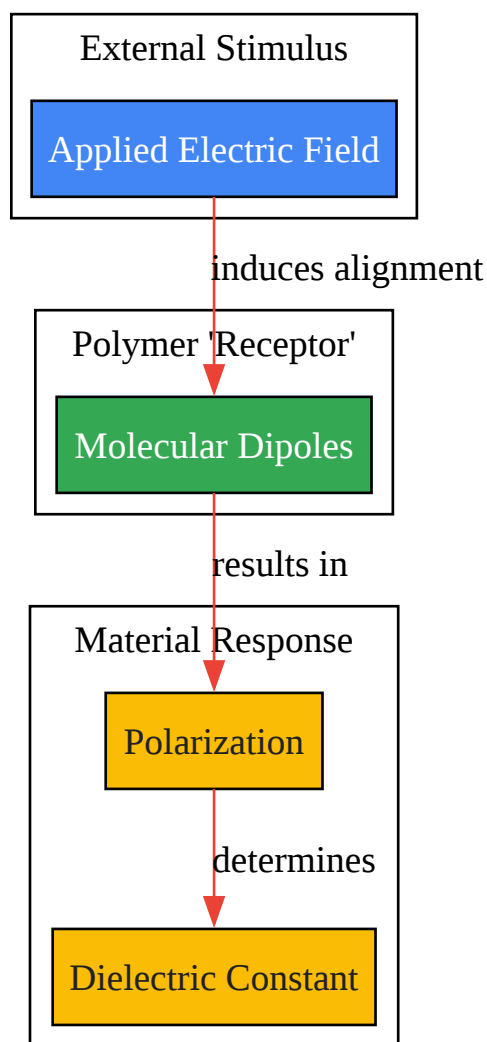 External Stimulus
Applied Electric Field
induces alignment
Polymer 'Receptor'
Molecular Dipoles
results in
Material Response
Polarization
determines
Dielectric Constant